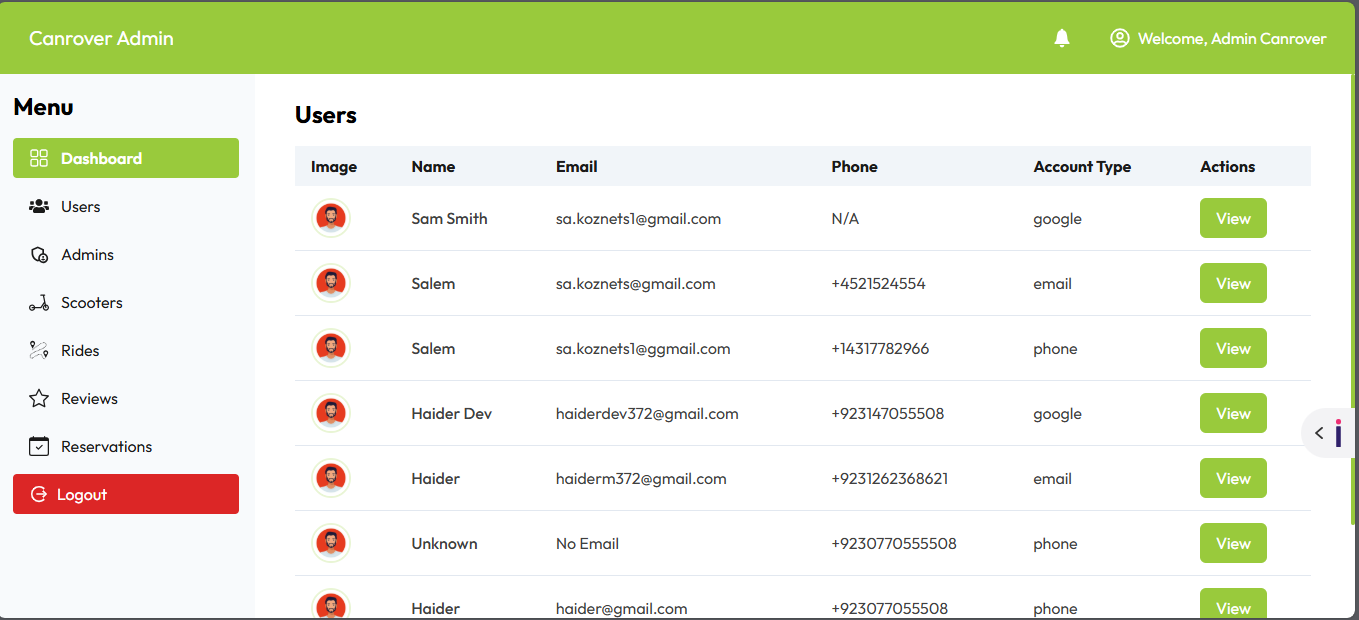 Canrover Admin
Welcome, Admin Canrover
Menu
Dashboard
Users
Admins
Scooters
Rides
Reviews
Reservations
Logout
Users
Image Name Email Phone Account Type Actions
Sam Smith sa.koznets1@gmail.com N/A google View
Salem sa.koznets@gmail.com +4521524554 email View
Salem sa.koznets1@ggmail.com +14317782966 phone View
Haider Dev haiderdev372@gmail.com +923147055508 google View
Haider haiderm372@gmail.com +9231262368621 email View
Unknown No Email +9230770555508 phone View
Haider haider@gmail.com +923077055508 phone View